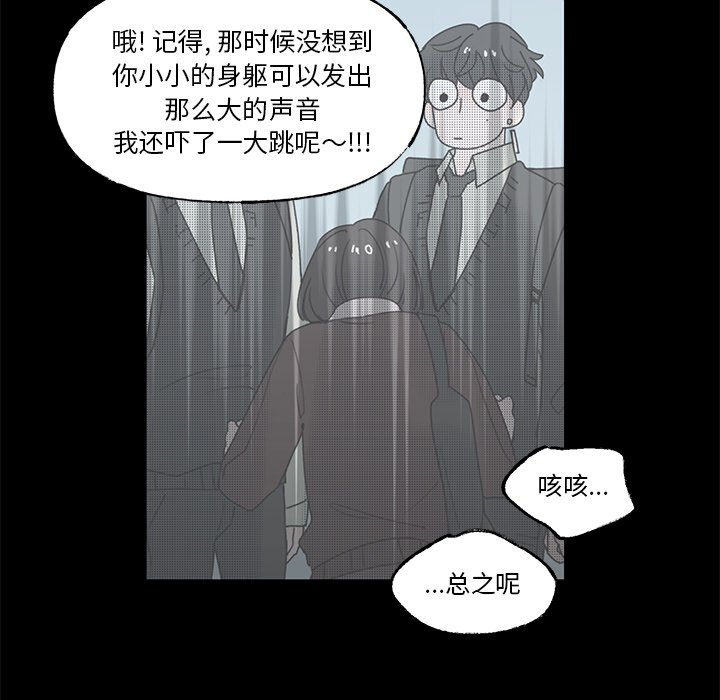 哦! 记得, 那时候没想到
你小小的身躯可以发出
那么大的声音
我还吓了一大跳呢～!!!
咳咳...
...总之呢